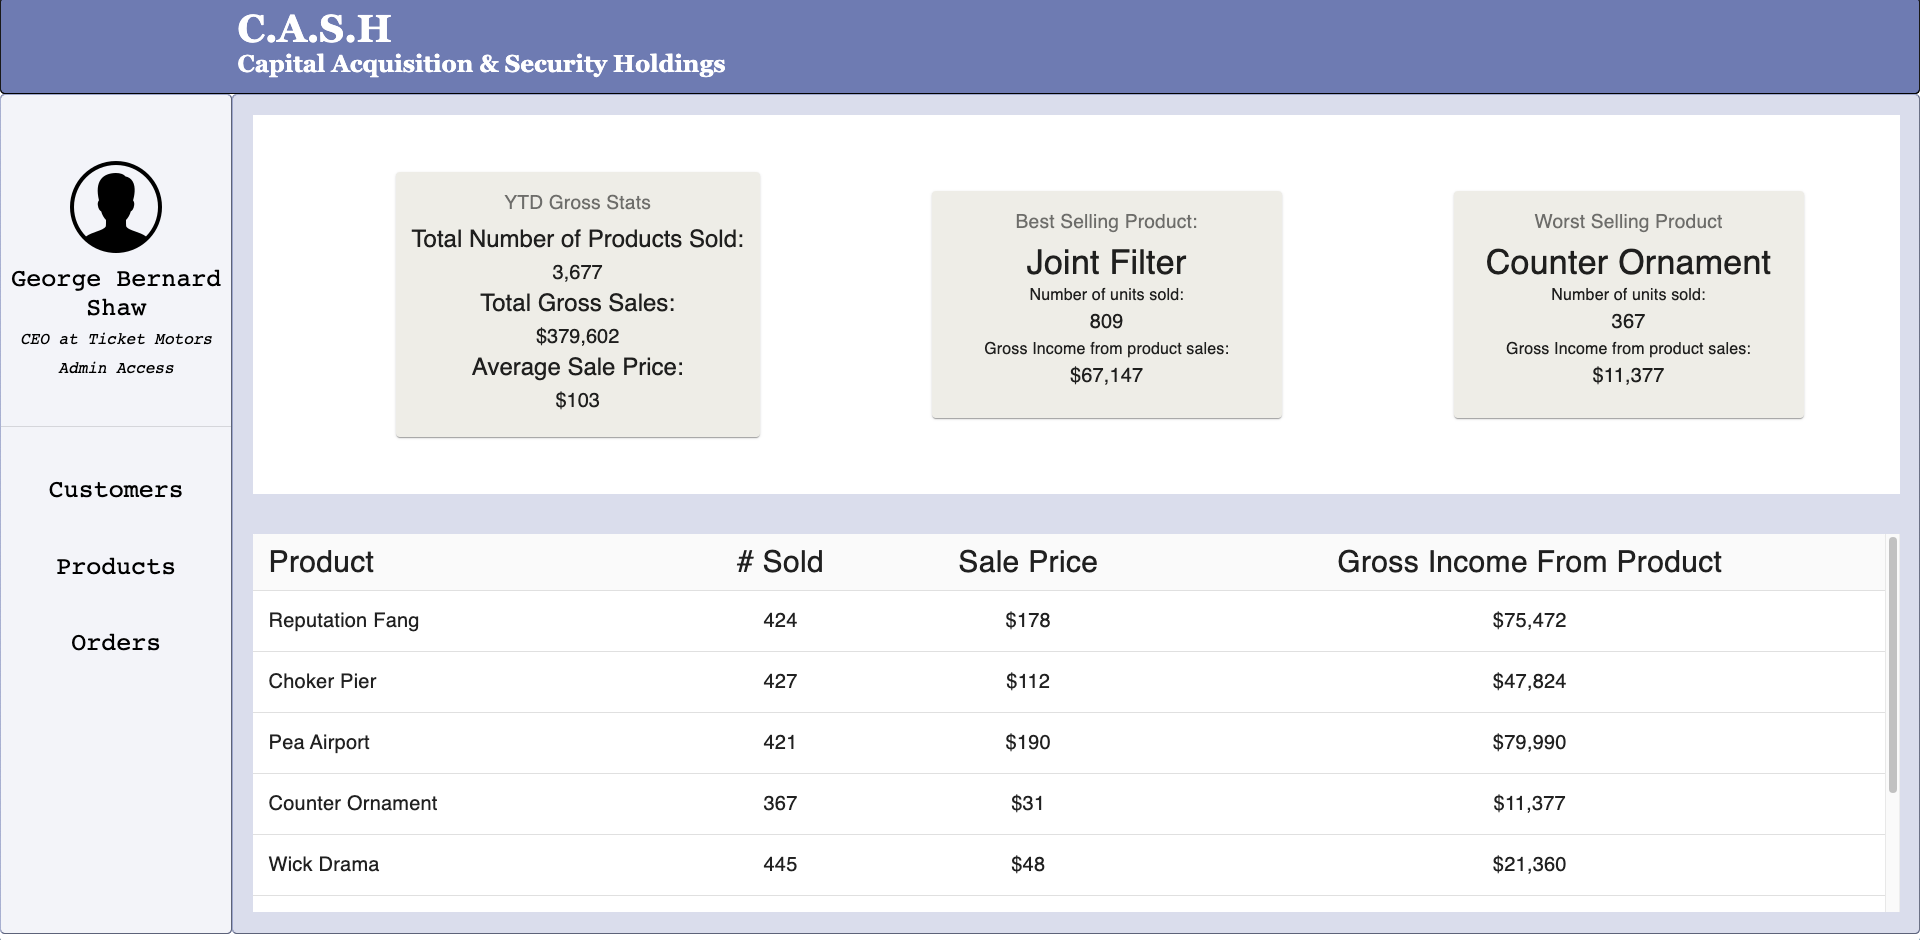 C.A.S.H
Capital Acquisition & Security Holdings
George Bernard
Shaw
CEO at Ticket Motors
Admin Access
Customers
Products
Orders
YTD Gross Stats
Total Number of Products Sold:
3,677
Total Gross Sales:
$379,602
Average Sale Price:
$103
Best Selling Product:
Joint Filter
Number of units sold:
809
Gross Income from product sales:
$67,147
Worst Selling Product
Counter Ornament
Number of units sold:
367
Gross Income from product sales:
$11,377
Product # Sold Sale Price Gross Income From Product
Reputation Fang 424 $178 $75,472
Choker Pier 427 $112 $47,824
Pea Airport 421 $190 $79,990
Counter Ornament 367 $31 $11,377
Wick Drama 445 $48 $21,360